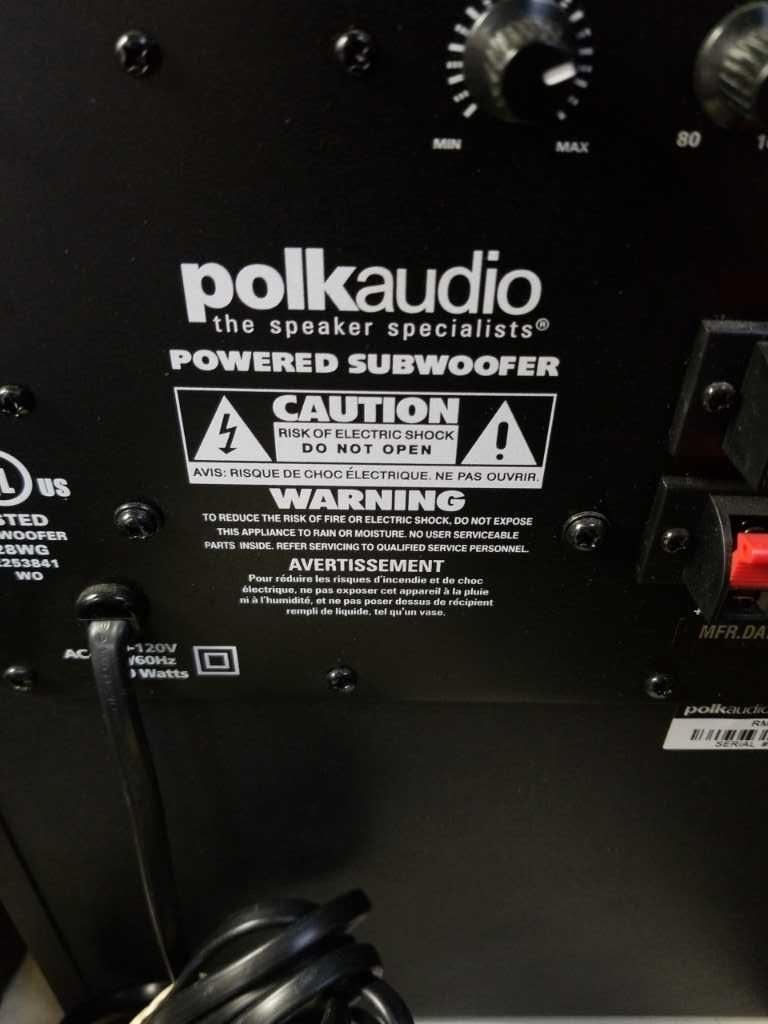 MIN MAX 80
polkaudio
the speaker specialists®
POWERED SUBWOOFER
CAUTION
RISK OF ELECTRIC SHOCK
DO NOT OPEN
AVIS: RISQUE DE CHOC ÉLECTRIQUE. NE PAS OUVRIR.
WARNING
TO REDUCE THE RISK OF FIRE OR ELECTRIC SHOCK, DO NOT EXPOSE
THIS APPLIANCE TO RAIN OR MOISTURE. NO USER SERVICEABLE
PARTS INSIDE. REFER SERVICING TO QUALIFIED SERVICE PERSONNEL.
AVERTISSEMENT
Pour réduire les risques d'incendie et de choc
électrique, ne pas exposer cet appareil à la pluie
ni à l'humidité, et ne pas poser dessus de récipient
rempli de liquide, tel qu'un vase.
L US
STED
WOOFER
28WG
E253841
WO
AC -120V
/60Hz
Watts
MFR.DA
polkaudio
RM
SERIAL #